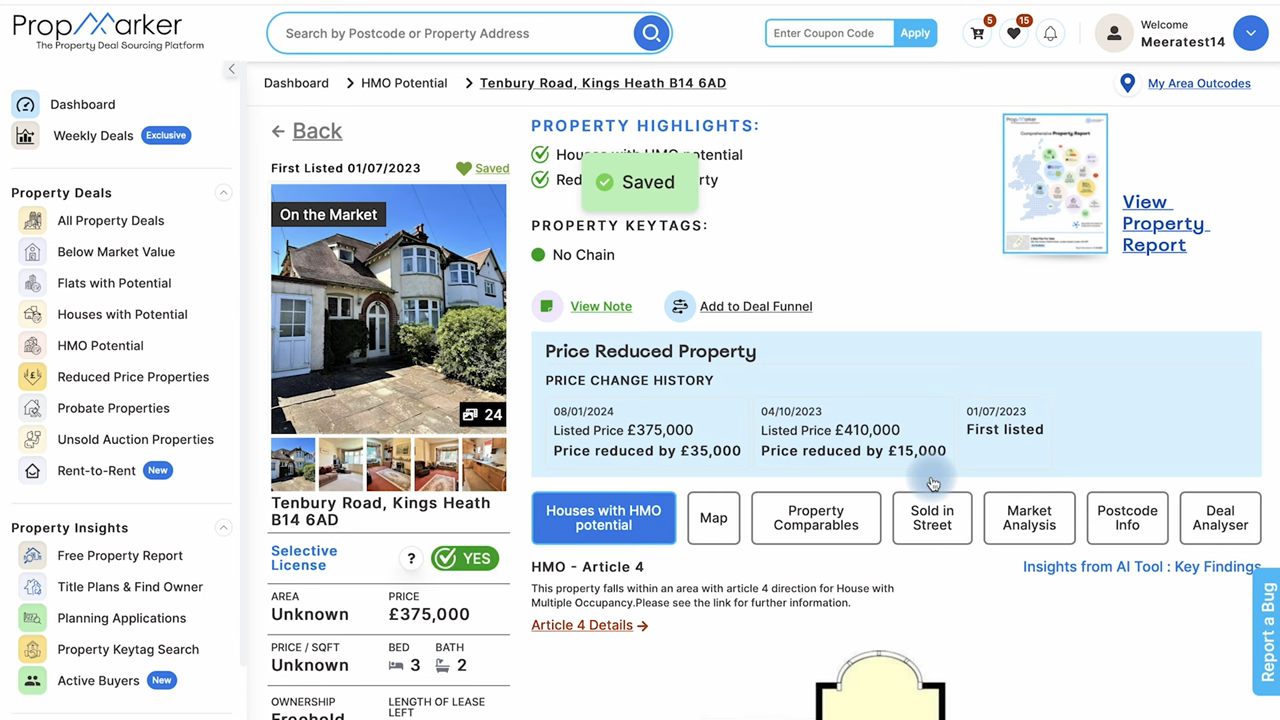 PropMarker
The Property Deal Sourcing Platform
Search by Postcode or Property Address
Enter Coupon Code
Apply
5
15
Welcome
Meeratest14
Dashboard
Weekly Deals
Exclusive
Property Deals
All Property Deals
Below Market Value
Flats with Potential
Houses with Potential
HMO Potential
Reduced Price Properties
Probate Properties
Unsold Auction Properties
Rent-to-Rent
New
Property Insights
Free Property Report
Title Plans & Find Owner
Planning Applications
Property Keytag Search
Active Buyers
New
Dashboard > HMO Potential > Tenbury Road, Kings Heath B14 6AD
My Area Outcodes
← Back
First Listed 01/07/2023
Saved
On the Market
24
Tenbury Road, Kings Heath
B14 6AD
Selective
License
?
YES
AREA
Unknown
PRICE
£375,000
PRICE / SQFT
Unknown
BED
3
BATH
2
OWNERSHIP
Freehold
LENGTH OF LEASE
LEFT
PROPERTY HIGHLIGHTS:
Houses with HMO potential
Saved
PROPERTY KEYTAGS:
No Chain
View Note
Add to Deal Funnel
View
Property
Report
Price Reduced Property
PRICE CHANGE HISTORY
08/01/2024
Listed Price £375,000
Price reduced by £35,000
04/10/2023
Listed Price £410,000
Price reduced by £15,000
01/07/2023
First listed
Houses with HMO
potential
Map
Property
Comparables
Sold in
Street
Market
Analysis
Postcode
Info
Deal
Analyser
HMO - Article 4
Insights from AI Tool : Key Findings
This property falls within an area with article 4 direction for House with
Multiple Occupancy.Please see the link for further information.
Article 4 Details →
Report a Bug